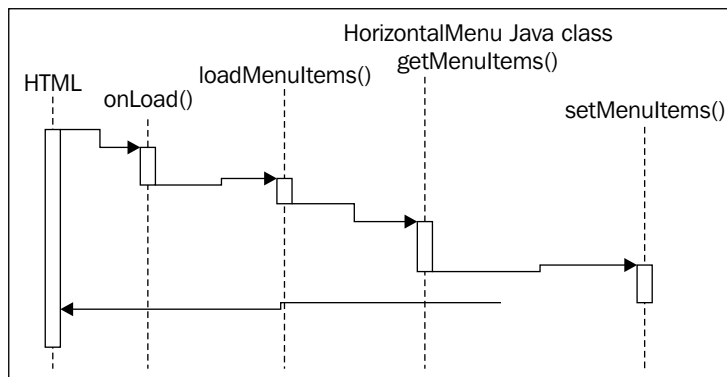 HTML
onLoad()
loadMenuItems()
HorizontalMenu Java class
getMenuItems()
setMenuItems()